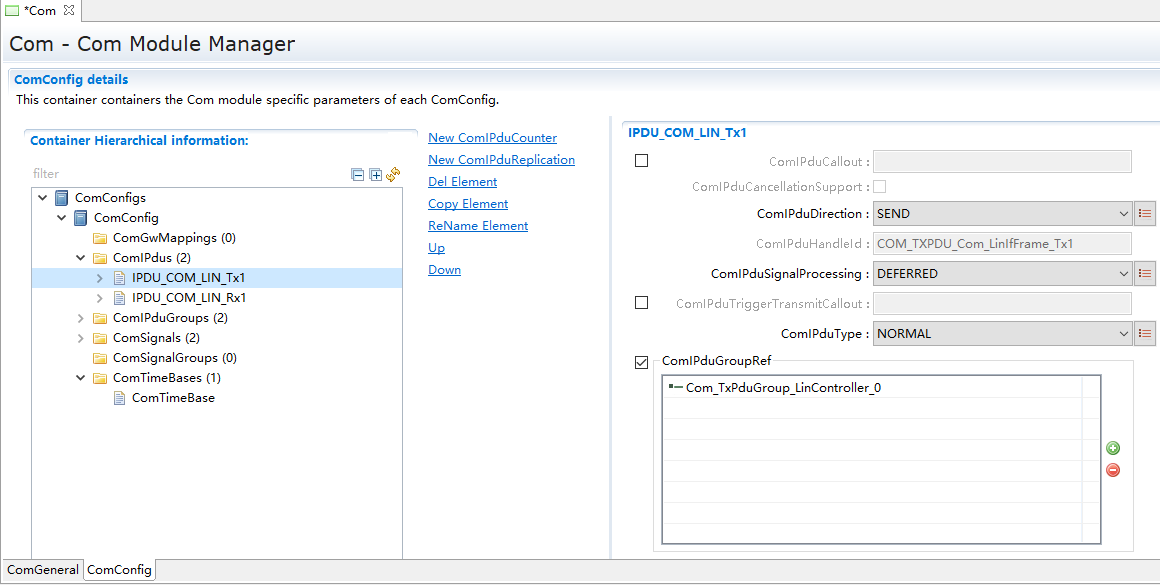 *Com
Com - Com Module Manager
ComConfig details
This container containers the Com module specific parameters of each ComConfig.
Container Hierarchical information:
filter
ComConfigs
ComConfig
ComGwMappings (0)
ComIPdus (2)
IPDU_COM_LIN_Tx1
IPDU_COM_LIN_Rx1
ComIPduGroups (2)
ComSignals (2)
ComSignalGroups (0)
ComTimeBases (1)
ComTimeBase
New ComIPduCounter
New ComIPduReplication
Del Element
Copy Element
ReName Element
Up
Down
IPDU_COM_LIN_Tx1
ComIPduCallout :
ComIPduCancellationSupport :
ComIPduDirection : SEND
ComIPduHandleId : COM_TXPDU_Com_LinIfFrame_Tx1
ComIPduSignalProcessing : DEFERRED
ComIPduTriggerTransmitCallout :
ComIPduType : NORMAL
ComIPduGroupRef
Com_TxPduGroup_LinController_0
ComGeneral ComConfig